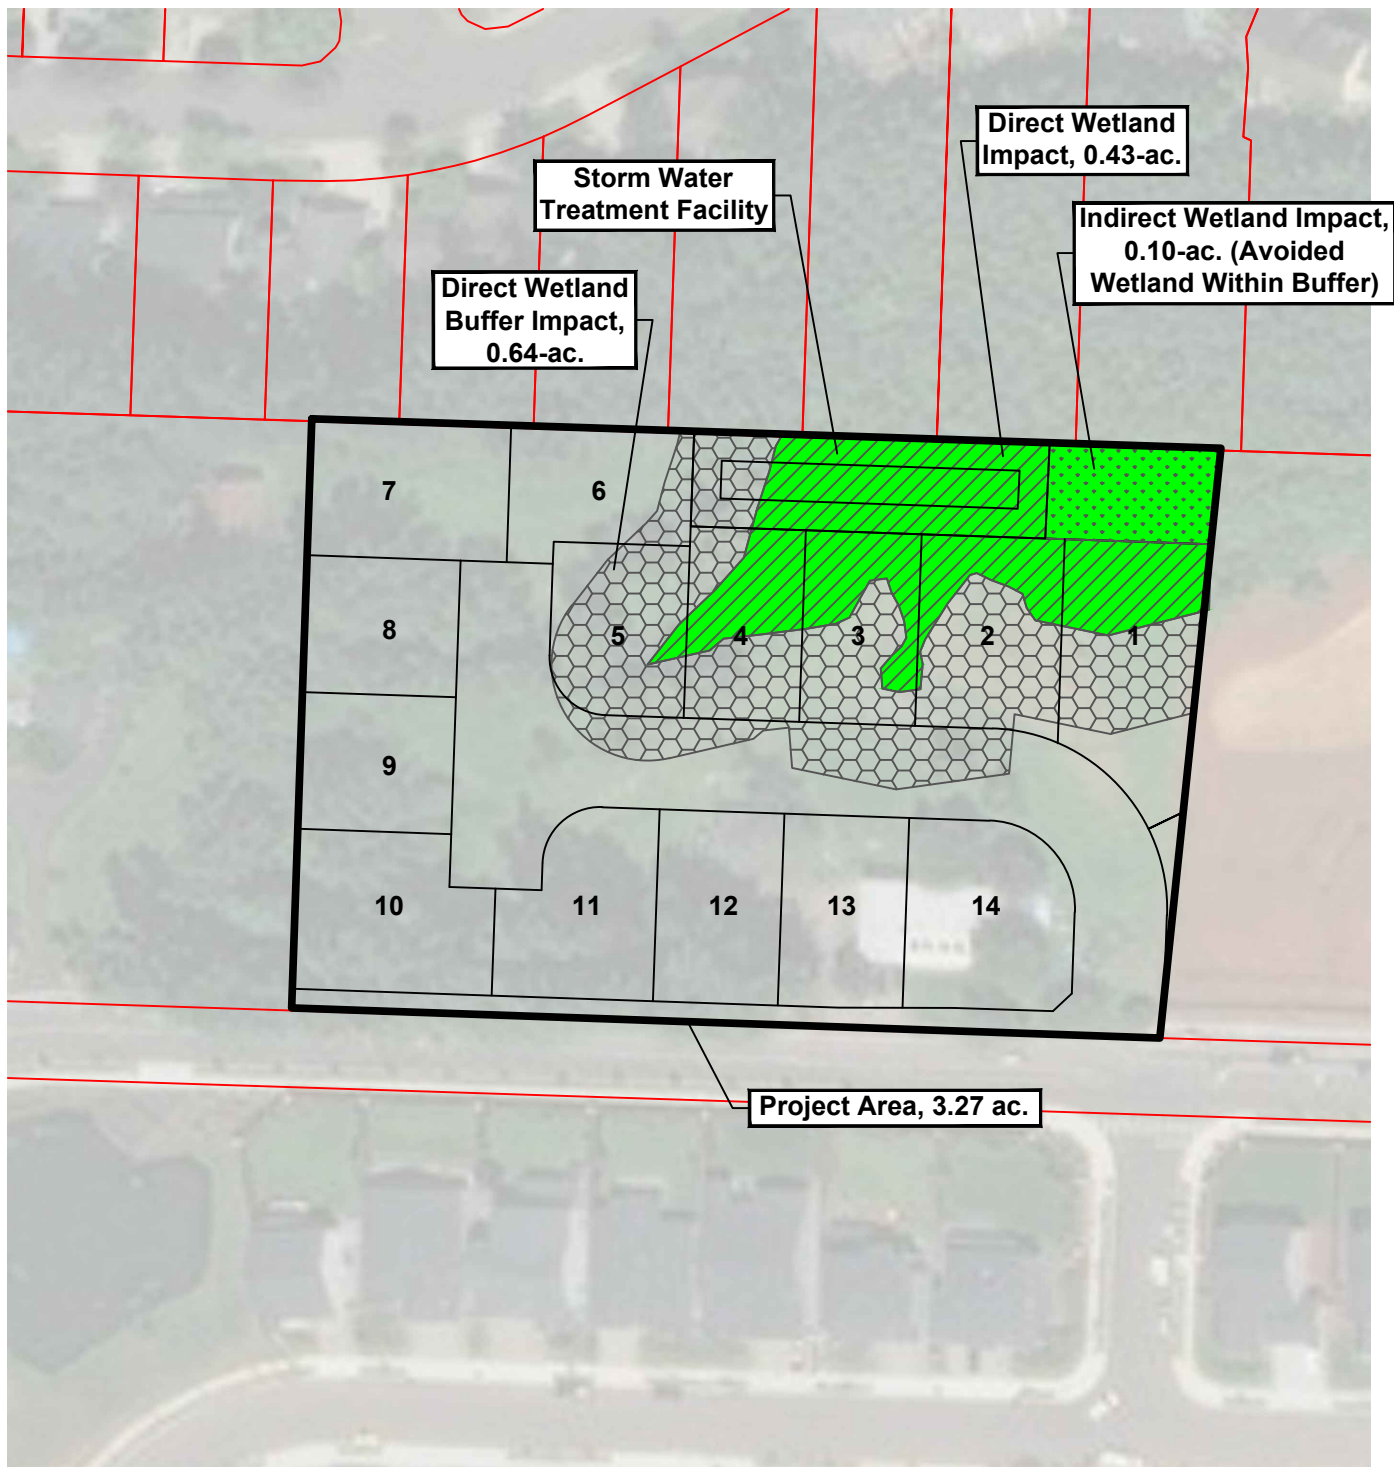 Direct Wetland
Impact, 0.43-ac.
Storm Water
Treatment Facility
Indirect Wetland Impact,
0.10-ac. (Avoided
Wetland Within Buffer)
Direct Wetland
Buffer Impact,
0.64-ac.
7
6
8
5
4
3
2
1
9
10
11
12
13
14
Project Area, 3.27 ac.